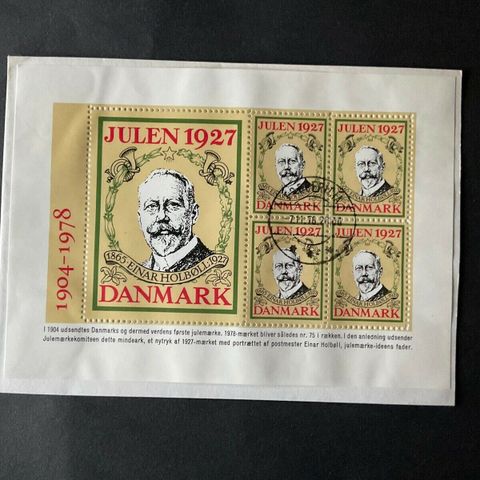 1904-1978
JULEN 1927
1865·EINAR HOLBØLL·1927
DANMARK
JULEN 1927
DANMARK
JULEN 1927
DANMARK
JULEN 1927
DANMARK
JULEN 1927
DANMARK
I 1904 udsendtes Danmarks og dermed verdens første julemærke. 1978-mærket bliver således nr. 75 i rækken. I den anledning udsender
Julemærkekomiteen dette mindeark, et nytryk af 1927-mærket med portrættet af postmester Einar Holbøll, julemærke-ideens fader.